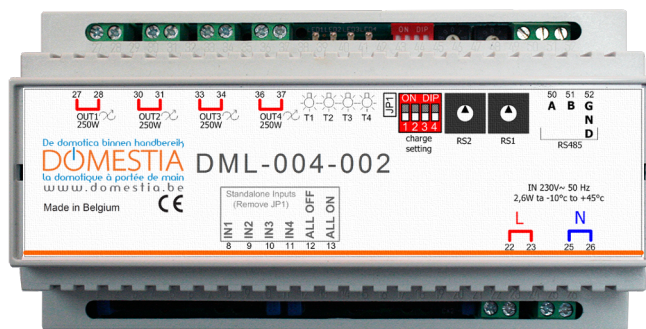 ON DIP
27 28 30 31 33 34 36 37
OUT1 OUT2 OUT3 OUT4 T1 T2 T3 T4
250W 250W 250W 250W
JP1
ON DIP
1 2 3 4
charge
setting
RS2 RS1
50 51 52
A B G
N
D
RS485
De domotica binnen handbereik
DOMESTIA
la domotique à portée de main
www.domestia.be
Made in Belgium CE
DML-004-002
Standalone Inputs
(Remove JP1)
IN1 IN2 IN3 IN4 ALL OFF ALL ON
8 9 10 11 12 13
IN 230V~ 50 Hz
2,6W ta -10°c to +45°c
L N
22 23 25 26